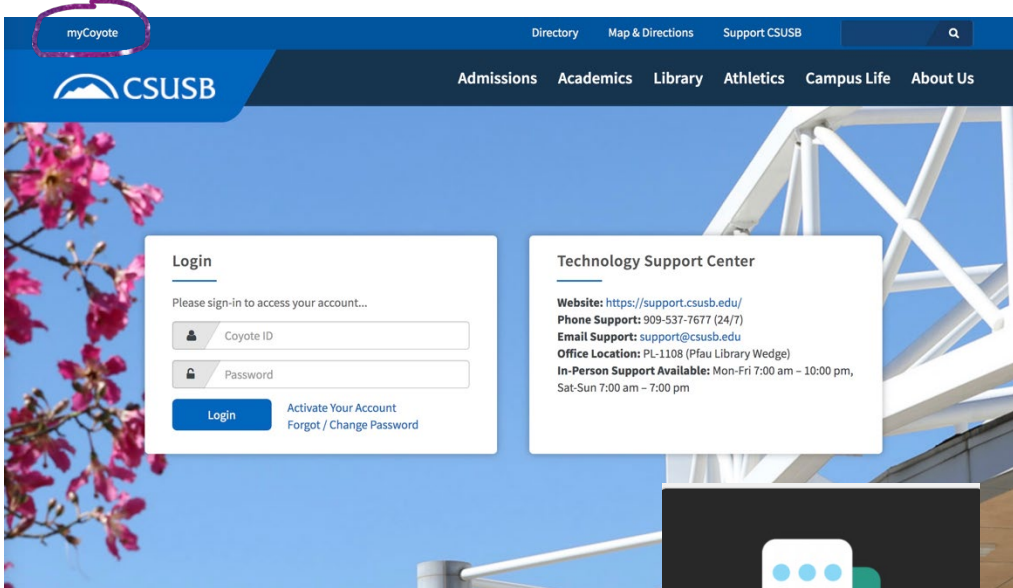 myCoyote
Directory Map & Directions Support CSUSB
CSUSB
Admissions Academics Library Athletics Campus Life About Us
Login
Please sign-in to access your account...
Coyote ID
Password
Login
Activate Your Account
Forgot / Change Password
Technology Support Center
Website: https://support.csusb.edu/
Phone Support: 909-537-7677 (24/7)
Email Support: support@csusb.edu
Office Location: PL-1108 (Pfau Library Wedge)
In-Person Support Available: Mon-Fri 7:00 am – 10:00 pm,
Sat-Sun 7:00 am – 7:00 pm